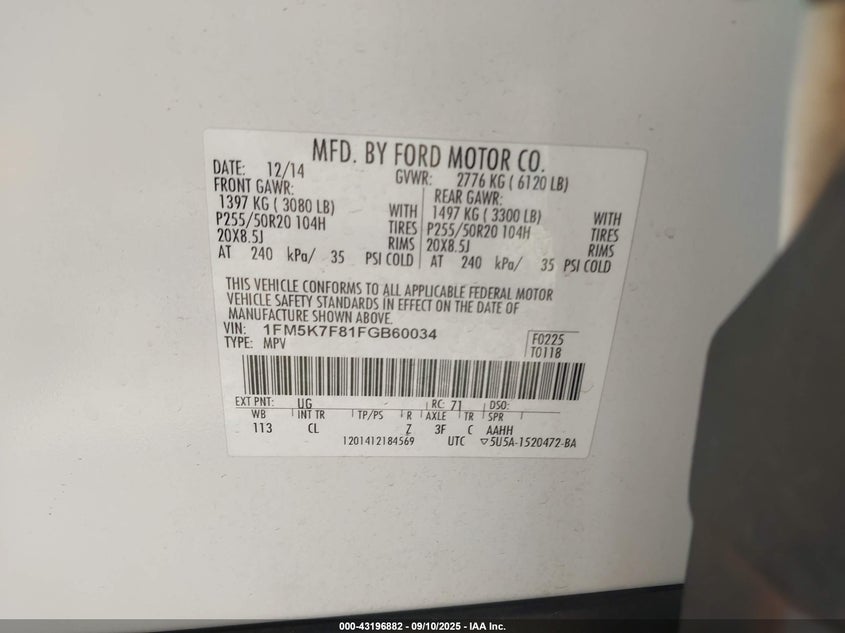 MFD. BY FORD MOTOR CO.
DATE: 12/14 GVWR: 2776 KG ( 6120 LB)
FRONT GAWR: REAR GAWR:
1397 KG ( 3080 LB) WITH 1497 KG ( 3300 LB) WITH
P255/50R20 104H TIRES P255/50R20 104H TIRES
20X8.5J RIMS 20X8.5J RIMS
AT 240 kPa/ 35 PSI COLD AT 240 kPa/ 35 PSI COLD
THIS VEHICLE CONFORMS TO ALL APPLICABLE FEDERAL MOTOR
VEHICLE SAFETY STANDARDS IN EFFECT ON THE DATE OF
MANUFACTURE SHOWN ABOVE.
VIN: 1FM5K7F81FGB60034 F0225
TYPE: MPV T0118
EXT PNT: UG RC: 71 DSO:
WB INT TR TP/PS R AXLE TR SPR
113 CL Z 3F C AAHH
1201412184569 UTC ▽5U5A-1520472-BA
000-43196882 — 09/10/2025 — IAA Inc.